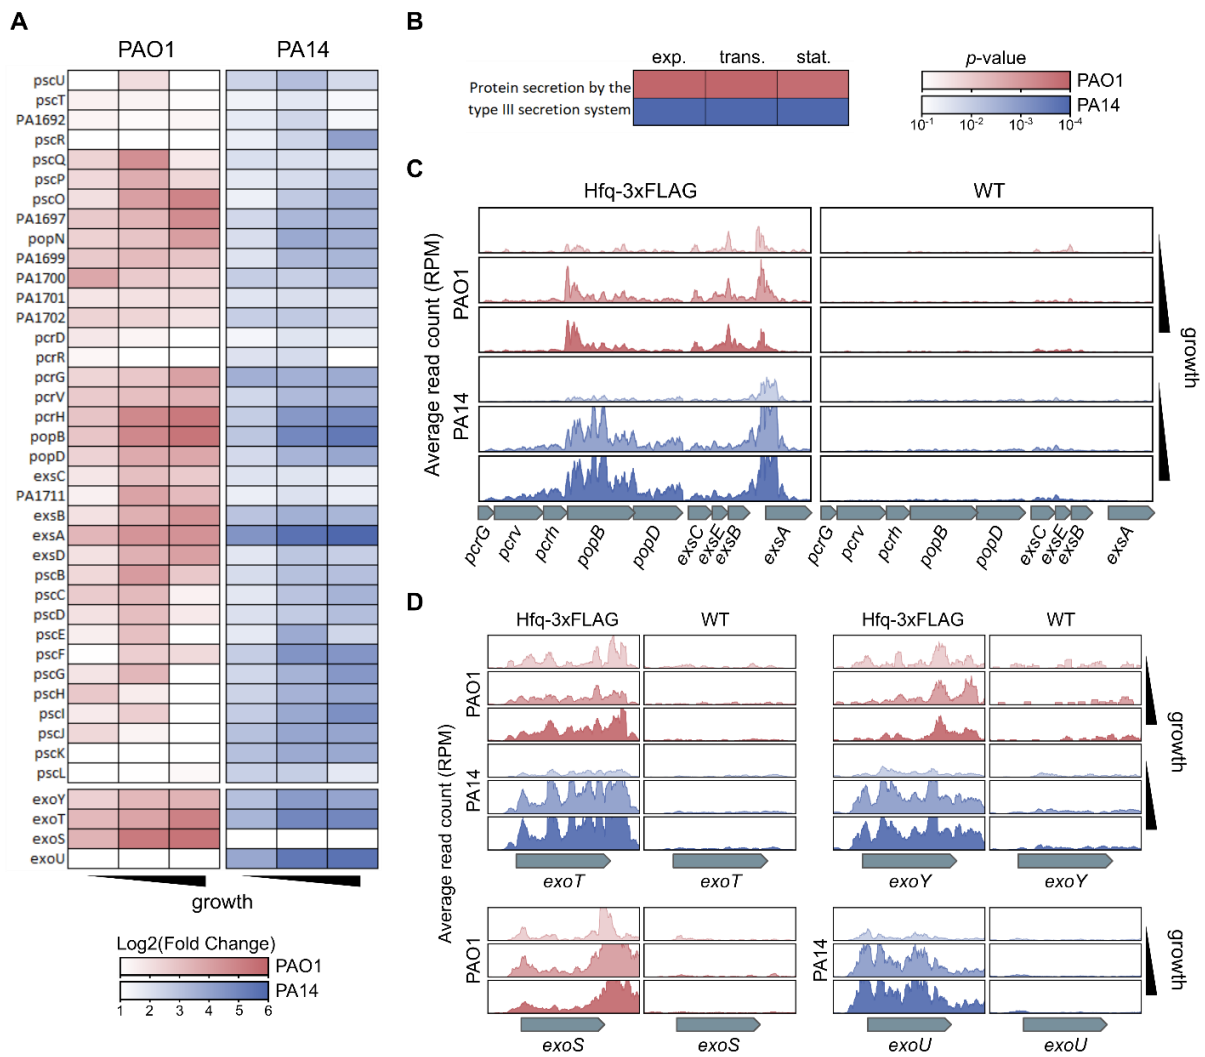 A
PAO1
PA14
pscU
pscT
PA1692
pscR
pscQ
pscP
pscO
PA1697
popN
PA1699
PA1700
PA1701
PA1702
pcrD
pcrR
pcrG
pcrV
pcrH
popB
popD
exsC
PA1711
exsB
exsA
exsD
pscB
pscC
pscD
pscE
pscF
pscG
pscH
pscI
pscJ
pscK
pscL
exoY
exoT
exoS
exoU
growth
Log2(Fold Change)
PAO1
PA14
1 2 3 4 5 6
B
exp. trans. stat.
Protein secretion by the
type III secretion system
p-value
PAO1
PA14
10-1 10-2 10-3 10-4
C
Hfq-3xFLAG WT
Average read count (RPM)
PAO1
PA14
growth
pcrG pcrv pcrh popB popD exsC exsE exsB exsA
pcrG pcrv pcrh popB popD exsC exsE exsB exsA
D
Hfq-3xFLAG WT Hfq-3xFLAG WT
Average read count (RPM)
PAO1
PA14
growth
exoT exoT exoY exoY
PAO1
PA14
growth
exoS exoS exoU exoU